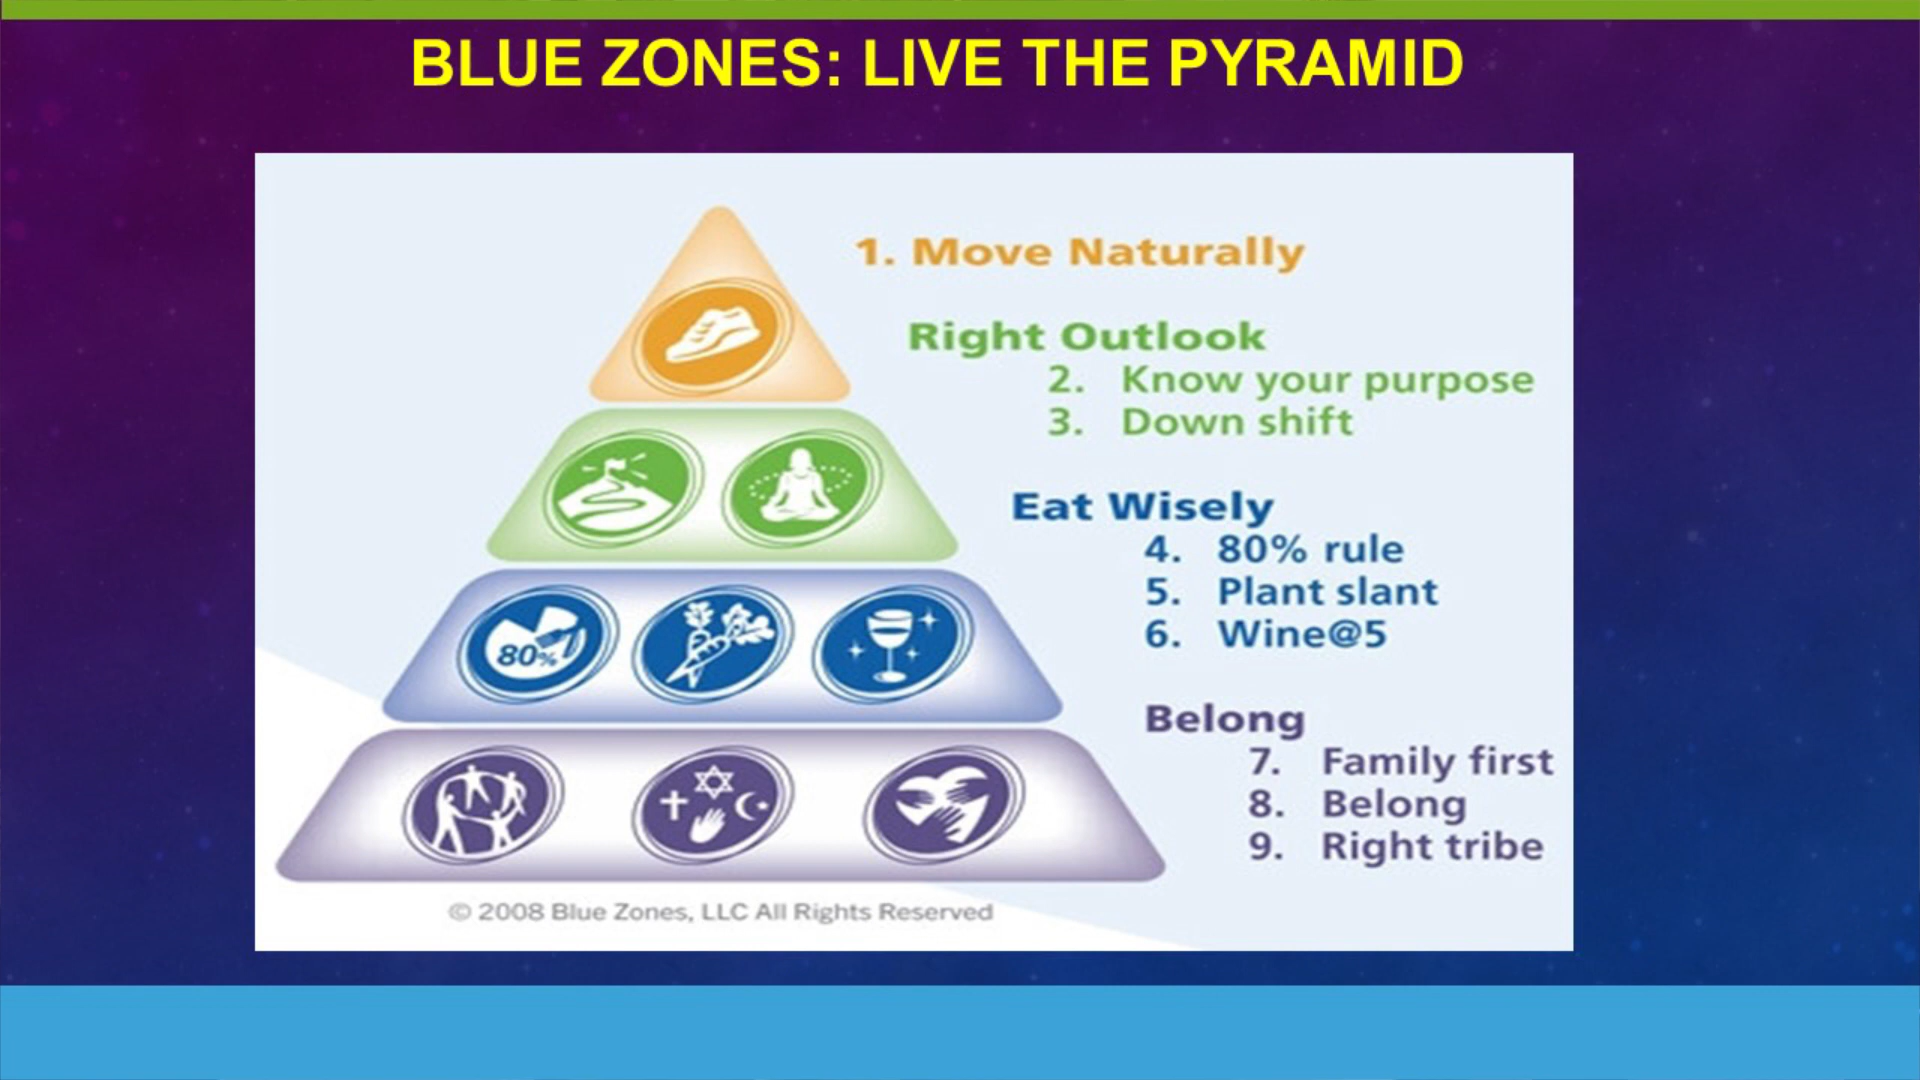 BLUE ZONES: LIVE THE PYRAMID
1. Move Naturally
Right Outlook
2. Know your purpose
3. Down shift
Eat Wisely
4. 80% rule
5. Plant slant
6. Wine@5
80%
Belong
7. Family first
8. Belong
9. Right tribe
© 2008 Blue Zones, LLC All Rights Reserved